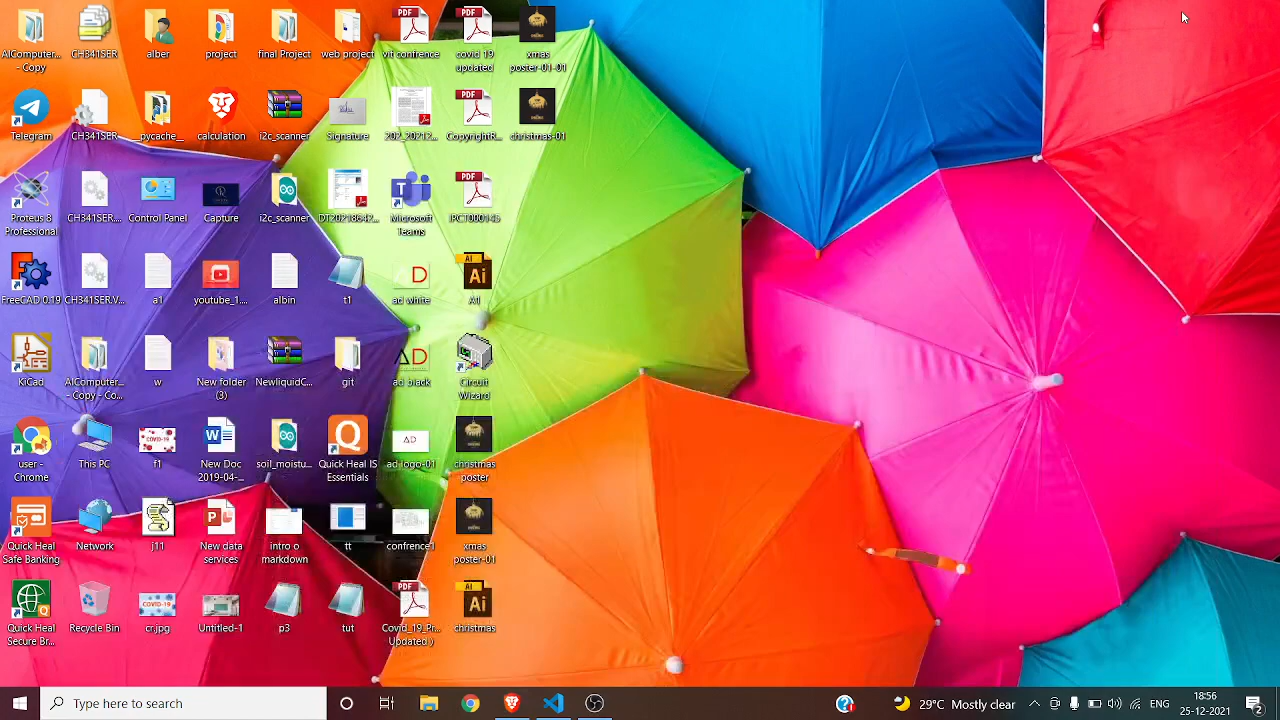 AIComputer... - Copy
CH341SER
alber
project
final Project
web project
vit confrence
covid 19 updated
xmas poster-01-01
Telegram
CH341SER
__pycache__
calculation
i2c_scanner
Signature
202_20212...
CopyrightR...
christmas-01
Proteus 8 Professional
CH341SER....
Control Panel
Capture
i2c_scanner
DT20218642...
Microsoft Teams
IPCT000145
FreeCAD 0.19
CH341SER.V...
a1
youtube_1....
albin
t1
ad white
A1
KiCad
AIComputer... - Copy - Co...
w
New folder (3)
NewliquidC...
git
ad black
Circuit Wizard
user - Chrome
This PC
f1
New Doc 2019-04-...
soil_moistu...
Quick Heal IS Essentials
ad logo-01
christmas poster
Quick Heal Safe Banking
Network
j11
New data services
intro o markdown
tt
confrence1
xmas poster-01
Quick Heal Secure Br...
Recycle Bin
cr.jpg
Untitled-1
p3
tut
Covid_19_Pr... Updated y
christmas
Type here to search
29°C Mostly clear
ENG
18:56
25-12-2021